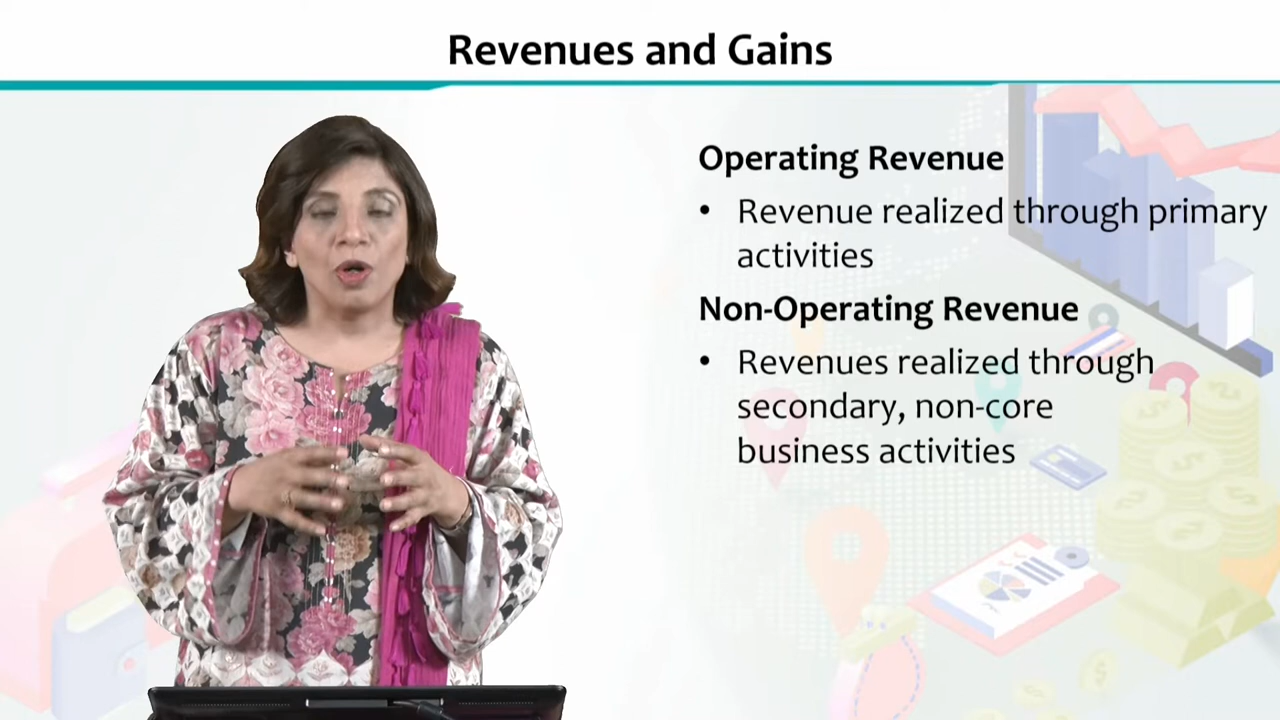 Revenues and Gains
Operating Revenue
• Revenue realized through primary
activities
Non-Operating Revenue
• Revenues realized through
secondary, non-core
business activities